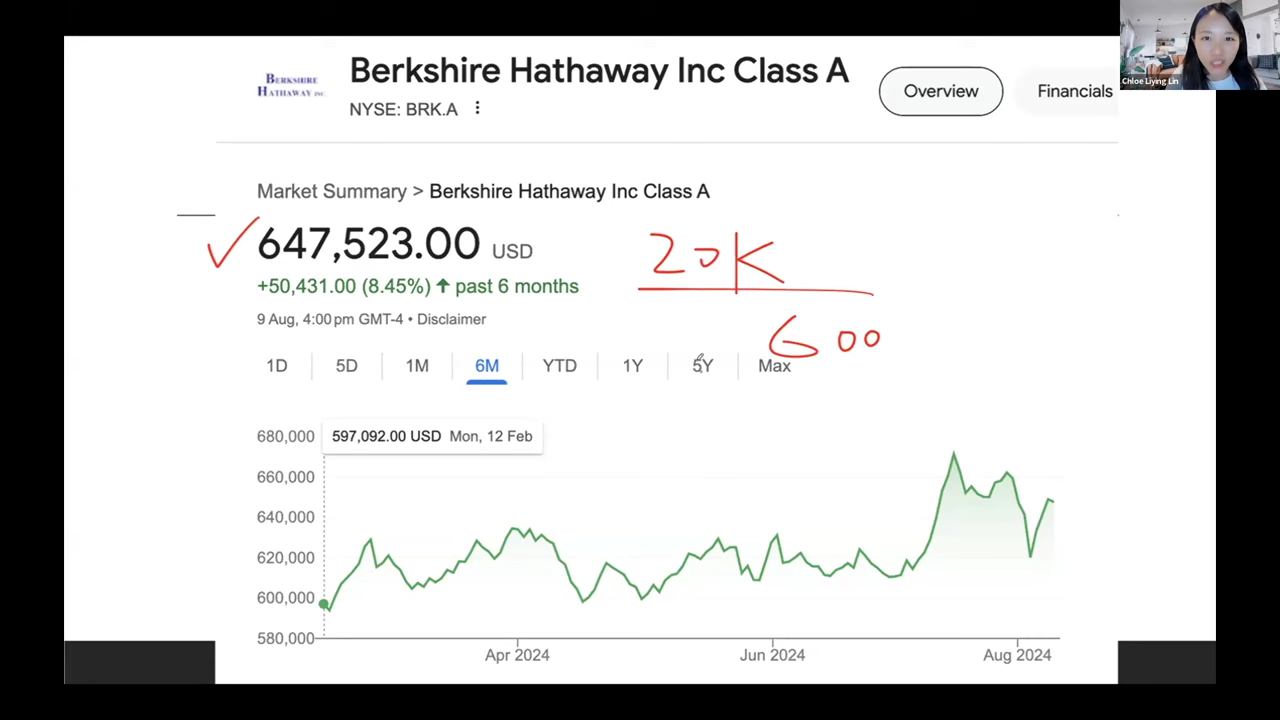 Chloe Liying Lin
BERKSHIRE
HATHAWAY INC.
Berkshire Hathaway Inc Class A
NYSE: BRK.A
Overview
Financials
Market Summary > Berkshire Hathaway Inc Class A
647,523.00 USD
+50,431.00 (8.45%) ↑ past 6 months
9 Aug, 4:00 pm GMT-4 • Disclaimer
20K
600
1D 5D 1M 6M YTD 1Y 5Y Max
597,092.00 USD Mon, 12 Feb
680,000
660,000
640,000
620,000
600,000
580,000
Apr 2024 Jun 2024 Aug 2024